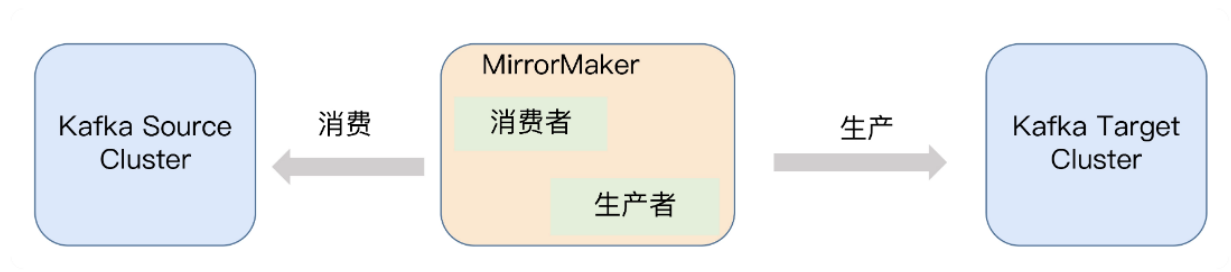 Kafka Source
Cluster
消费
MirrorMaker
消费者
生产者
生产
Kafka Target
Cluster